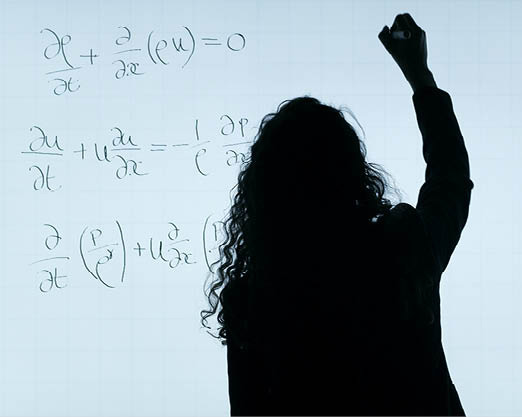 ∂ρ/∂t + ∂/∂x (ρu) = 0
∂u/∂t + u ∂u/∂x = - 1/ρ ∂p
∂/∂t (p/ρ^γ) + u ∂/∂x (